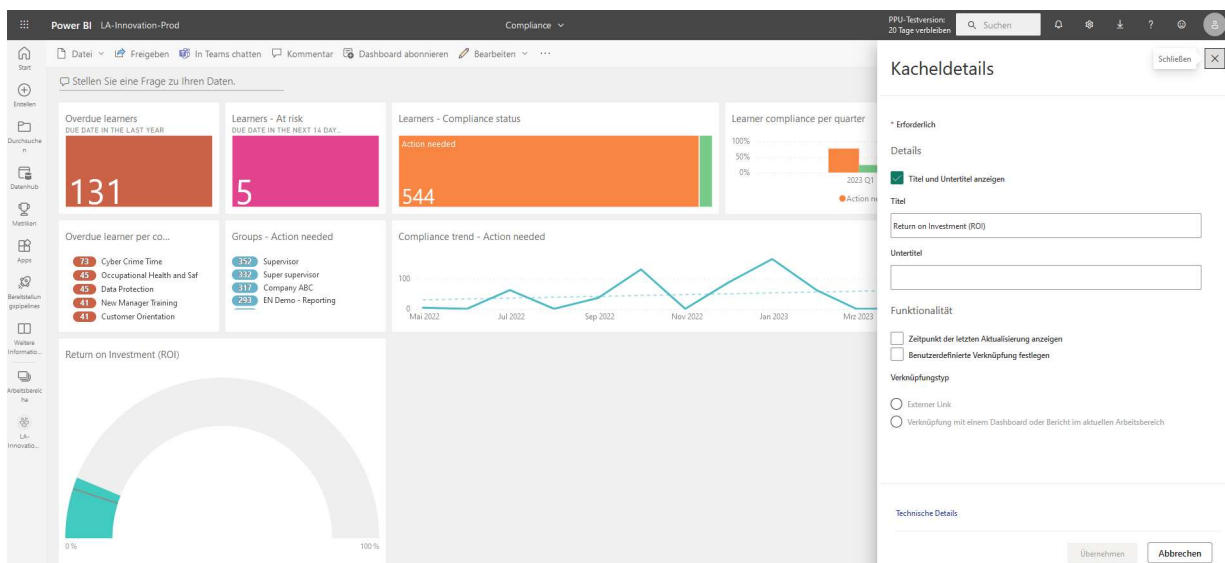 Power BI LA-Innovation-Prod
Compliance
PPU-Testversion:
20 Tage verbleiben
Suchen
Start
Erstellen
Durchsuche
n
Datenhub
Metriken
Apps
Bereitstellun
gspipelines
Weitere
Informatio...
Arbeitsbereic
he
LA-
Innovatio...
Datei Freigeben In Teams chatten Kommentar Dashboard abonnieren Bearbeiten ...
Stellen Sie eine Frage zu Ihren Daten.
Overdue learners
DUE DATE IN THE LAST YEAR
131
Learners - At risk
DUE DATE IN THE NEXT 14 DAY...
5
Learners - Compliance status
Action needed
544
Learner compliance per quarter
100%
50%
0%
2023 Q1
Overdue learner per co...
73 Cyber Crime Time
45 Occupational Health and Saf
45 Data Protection
41 New Manager Training
41 Customer Orientation
Groups - Action needed
352 Supervisor
332 Super supervisor
317 Company ABC
293 EN Demo - Reporting
Compliance trend - Action needed
100
0
Mai 2022 Jul 2022 Sep 2022 Nov 2022 Jan 2023 Mrz 2023
Return on Investment (ROI)
0 % 100 %
Kacheldetails
Schließen
* Erforderlich
Details
Titel und Untertitel anzeigen
Titel
Return on Investment (ROI)
Untertitel
Funktionalität
Zeitpunkt der letzten Aktualisierung anzeigen
Benutzerdefinierte Verknüpfung festlegen
Verknüpfungstyp
Externer Link
Verknüpfung mit einem Dashboard oder Bericht im aktuellen Arbeitsbereich
Technische Details
Übernehmen Abbrechen